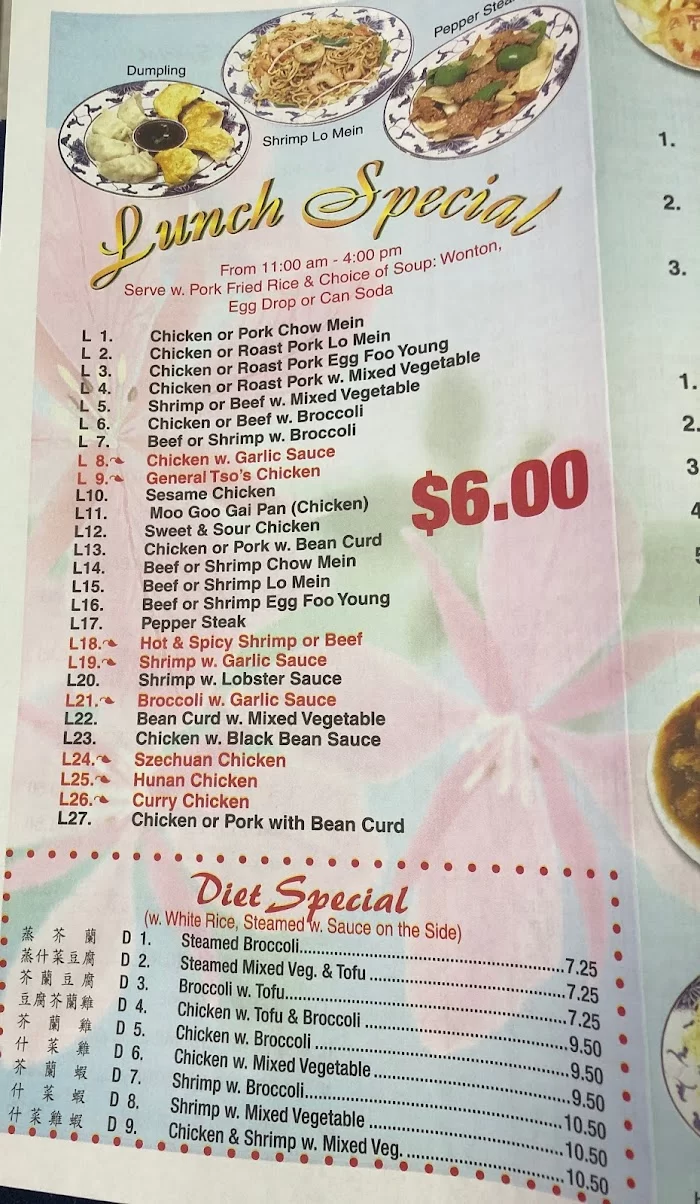 Dumpling
Shrimp Lo Mein
Pepper Steak
Lunch Special
From 11:00 am - 4:00 pm
Serve w. Pork Fried Rice & Choice of Soup: Wonton,
Egg Drop or Can Soda
L 1. Chicken or Pork Chow Mein
L 2. Chicken or Roast Pork Lo Mein
L 3. Chicken or Roast Pork Egg Foo Young
L 4. Chicken or Roast Pork w. Mixed Vegetable
L 5. Shrimp or Beef w. Mixed Vegetable
L 6. Chicken or Beef w. Broccoli
L 7. Beef or Shrimp w. Broccoli
L 8. Chicken w. Garlic Sauce
L 9. General Tso's Chicken
L10. Sesame Chicken
L11. Moo Goo Gai Pan (Chicken)
L12. Sweet & Sour Chicken
L13. Chicken or Pork w. Bean Curd
L14. Beef or Shrimp Chow Mein
L15. Beef or Shrimp Lo Mein
L16. Beef or Shrimp Egg Foo Young
L17. Pepper Steak
L18. Hot & Spicy Shrimp or Beef
L19. Shrimp w. Garlic Sauce
L20. Shrimp w. Lobster Sauce
L21. Broccoli w. Garlic Sauce
L22. Bean Curd w. Mixed Vegetable
L23. Chicken w. Black Bean Sauce
L24. Szechuan Chicken
L25. Hunan Chicken
L26. Curry Chicken
L27. Chicken or Pork with Bean Curd
$6.00
Diet Special
(w. White Rice, Steamed w. Sauce on the Side)
蒸芥蘭 D 1. Steamed Broccoli 7.25
蒸什菜豆腐 D 2. Steamed Mixed Veg. & Tofu 7.25
芥蘭豆腐 D 3. Broccoli w. Tofu 7.25
豆腐芥蘭雞 D 4. Chicken w. Tofu & Broccoli 9.50
芥蘭雞 D 5. Chicken w. Broccoli 9.50
什菜雞 D 6. Chicken w. Mixed Vegetable 9.50
芥蘭蝦 D 7. Shrimp w. Broccoli 10.50
什菜蝦 D 8. Shrimp w. Mixed Vegetable 10.50
什菜雞蝦 D 9. Chicken & Shrimp w. Mixed Veg. 10.50
1.
2.
3.
1.
2.
3
4